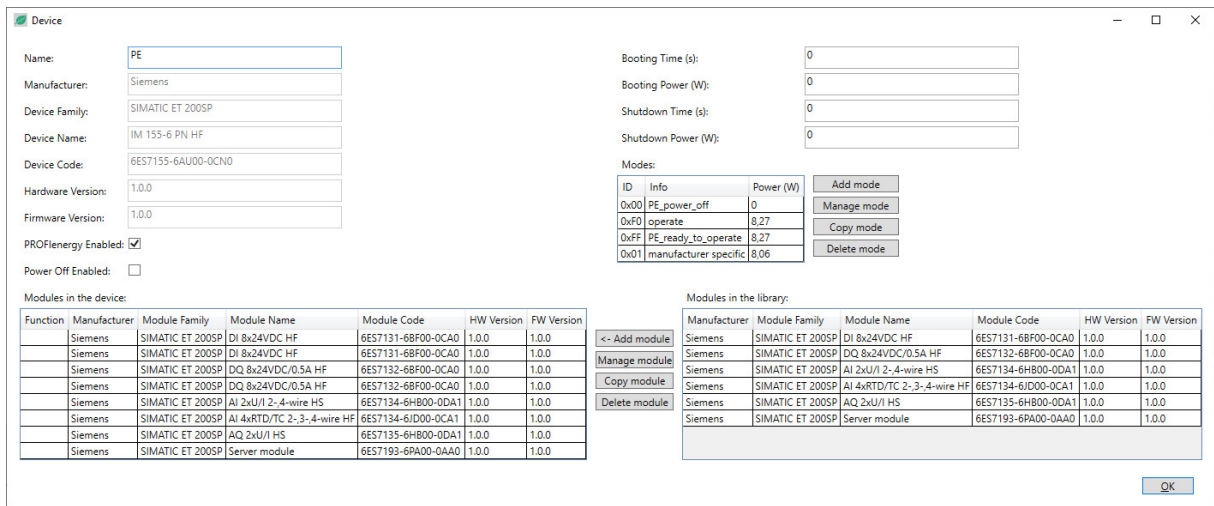 Device
Name: PE
Manufacturer: Siemens
Device Family: SIMATIC ET 200SP
Device Name: IM 155-6 PN HF
Device Code: 6ES7155-6AU00-0CN0
Hardware Version: 1.0.0
Firmware Version: 1.0.0
PROFIenergy Enabled:
Power Off Enabled:
Booting Time (s): 0
Booting Power (W): 0
Shutdown Time (s): 0
Shutdown Power (W): 0
Modes:
ID Info Power (W)
0x00 PE_power_off 0
0xF0 operate 8,27
0xFF PE_ready_to_operate 8,27
0x01 manufacturer specific 8,06
Add mode
Manage mode
Copy mode
Delete mode
Modules in the device:
Function Manufacturer Module Family Module Name Module Code HW Version FW Version
Siemens SIMATIC ET 200SP DI 8x24VDC HF 6ES7131-6BF00-0CA0 1.0.0 1.0.0
Siemens SIMATIC ET 200SP DI 8x24VDC HF 6ES7131-6BF00-0CA0 1.0.0 1.0.0
Siemens SIMATIC ET 200SP DQ 8x24VDC/0.5A HF 6ES7132-6BF00-0CA0 1.0.0 1.0.0
Siemens SIMATIC ET 200SP DQ 8x24VDC/0.5A HF 6ES7132-6BF00-0CA0 1.0.0 1.0.0
Siemens SIMATIC ET 200SP AI 2xU/I 2-,4-wire HS 6ES7134-6HB00-0DA1 1.0.0 1.0.0
Siemens SIMATIC ET 200SP AI 4xRTD/TC 2-,3-,4-wire HF 6ES7134-6JD00-0CA1 1.0.0 1.0.0
Siemens SIMATIC ET 200SP AQ 2xU/I HS 6ES7135-6HB00-0DA1 1.0.0 1.0.0
Siemens SIMATIC ET 200SP Server module 6ES7193-6PA00-0AA0 1.0.0 1.0.0
<- Add module
Manage module
Copy module
Delete module
Modules in the library:
Manufacturer Module Family Module Name Module Code HW Version FW Version
Siemens SIMATIC ET 200SP DI 8x24VDC HF 6ES7131-6BF00-0CA0 1.0.0 1.0.0
Siemens SIMATIC ET 200SP DQ 8x24VDC/0.5A HF 6ES7132-6BF00-0CA0 1.0.0 1.0.0
Siemens SIMATIC ET 200SP AI 2xU/I 2-,4-wire HS 6ES7134-6HB00-0DA1 1.0.0 1.0.0
Siemens SIMATIC ET 200SP AI 4xRTD/TC 2-,3-,4-wire HF 6ES7134-6JD00-0CA1 1.0.0 1.0.0
Siemens SIMATIC ET 200SP AQ 2xU/I HS 6ES7135-6HB00-0DA1 1.0.0 1.0.0
Siemens SIMATIC ET 200SP Server module 6ES7193-6PA00-0AA0 1.0.0 1.0.0
OK